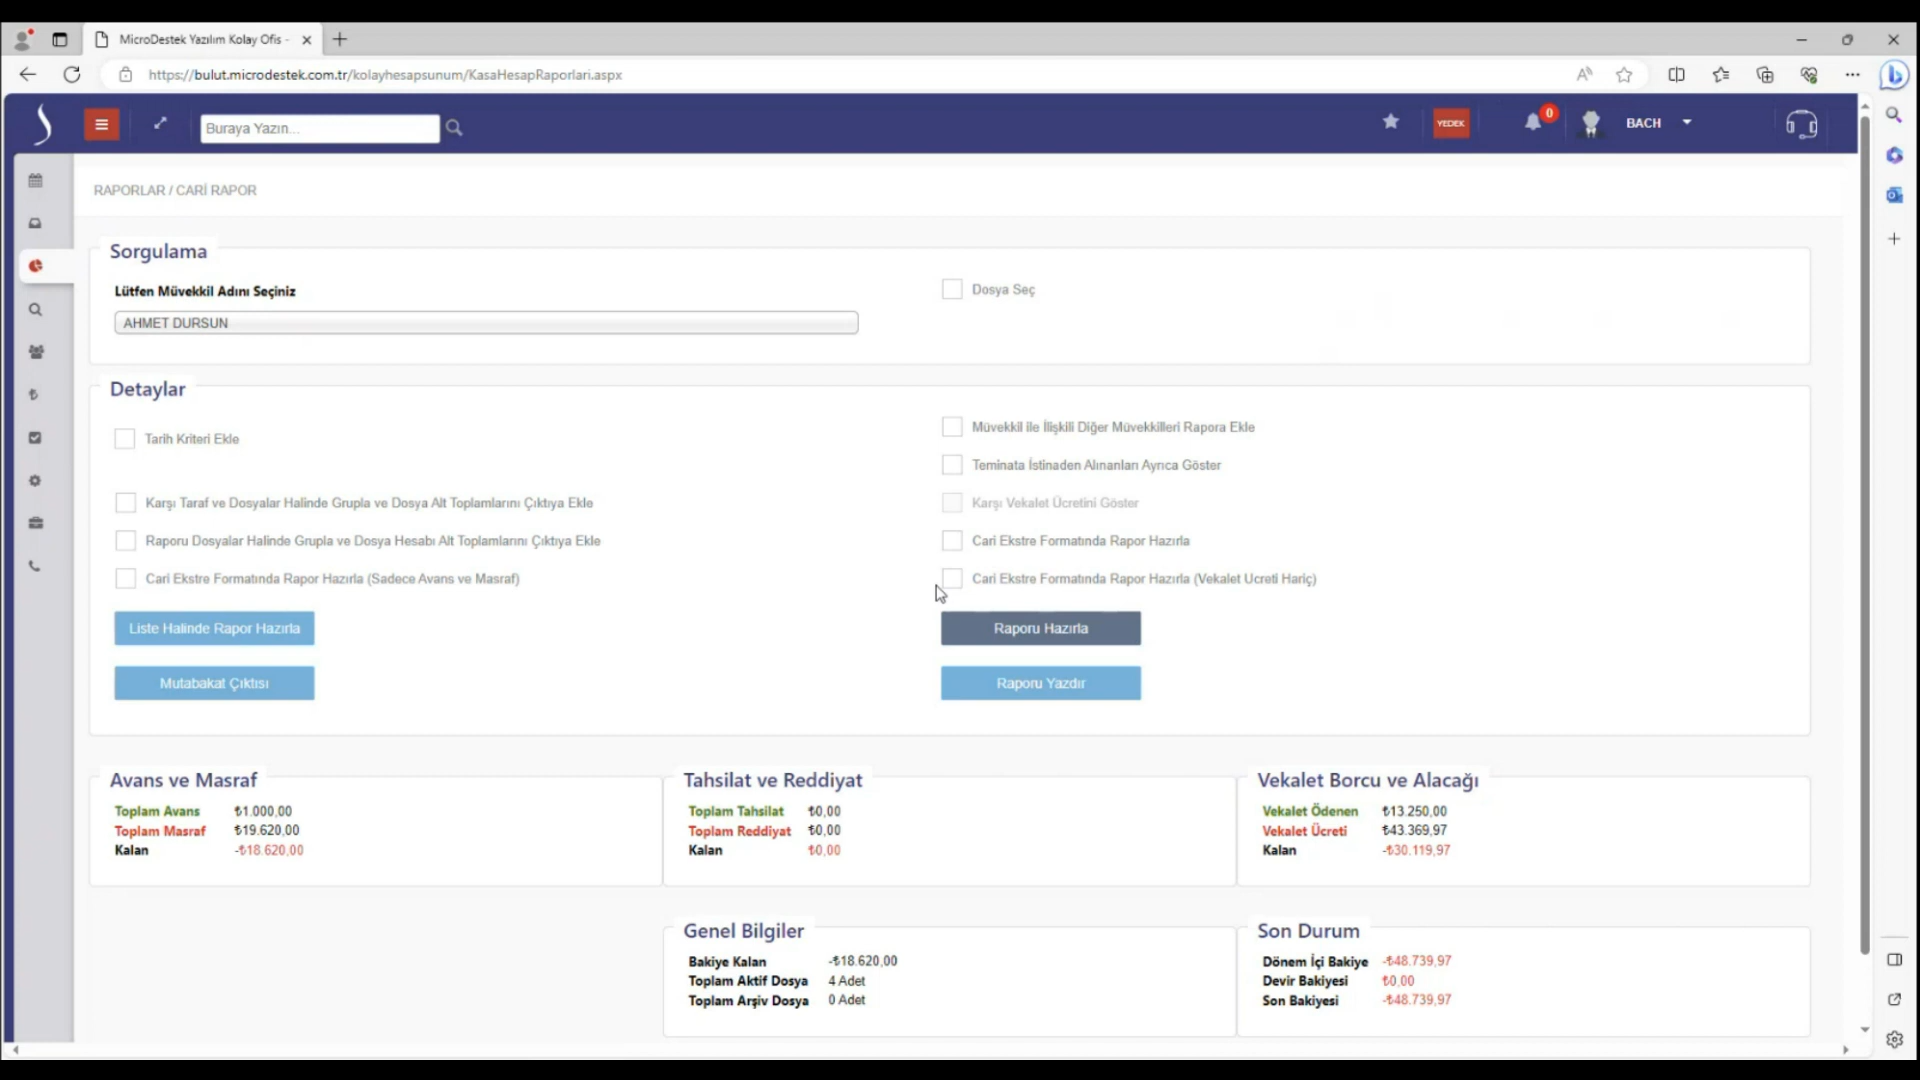 MicroDestek Yazılım Kolay Ofis -
https://bulut.microdestek.com.tr/kolayhesapsunum/KasaHesapRaporlari.aspx
Buraya Yazın...
YEDEK
0
BACH
RAPORLAR / CARİ RAPOR
Sorgulama
Lütfen Müvekkil Adını Seçiniz
Dosya Seç
AHMET DURSUN
Detaylar
Tarih Kriteri Ekle
Müvekkil ile İlişkili Diğer Müvekkilleri Rapora Ekle
Teminata İstinaden Alınanları Ayrıca Göster
Karşı Taraf ve Dosyalar Halinde Grupla ve Dosya Alt Toplamlarını Çıktıya Ekle
Karşı Vekalet Ücretini Göster
Raporu Dosyalar Halinde Grupla ve Dosya Hesabı Alt Toplamlarını Çıktıya Ekle
Cari Ekstre Formatında Rapor Hazırla
Cari Ekstre Formatında Rapor Hazırla (Sadece Avans ve Masraf)
Cari Ekstre Formatında Rapor Hazırla (Vekalet Ucreti Hariç)
Liste Halinde Rapor Hazırla
Raporu Hazırla
Mutabakat Çıktısı
Raporu Yazdır
Avans ve Masraf
Toplam Avans ₺1.000,00
Toplam Masraf ₺19.620,00
Kalan -₺18.620,00
Tahsilat ve Reddiyat
Toplam Tahsilat ₺0,00
Toplam Reddiyat ₺0,00
Kalan ₺0,00
Vekalet Borcu ve Alacağı
Vekalet Ödenen ₺13.250,00
Vekalet Ücreti ₺43.369,97
Kalan -₺30.119,97
Genel Bilgiler
Bakiye Kalan -₺18.620,00
Toplam Aktif Dosya 4 Adet
Toplam Arşiv Dosya 0 Adet
Son Durum
Dönem İçi Bakiye -₺48.739,97
Devir Bakiyesi ₺0,00
Son Bakiyesi -₺48.739,97